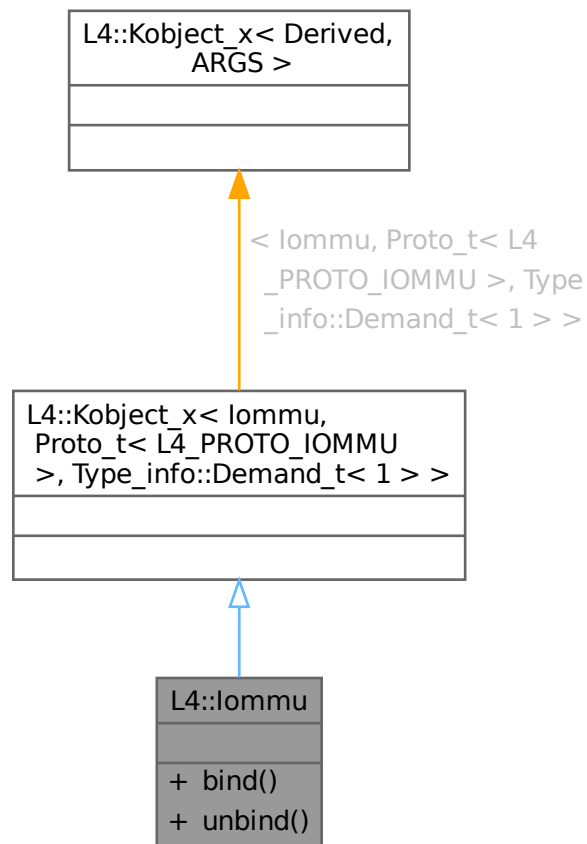 L4::Kobject_x< Derived,
ARGS >
< Iommu, Proto_t< L4
_PROTO_IOMMU >, Type
_info::Demand_t< 1 > >
L4::Kobject_x< Iommu,
Proto_t< L4_PROTO_IOMMU
>, Type_info::Demand_t< 1 > >
L4::Iommu
+ bind()
+ unbind()